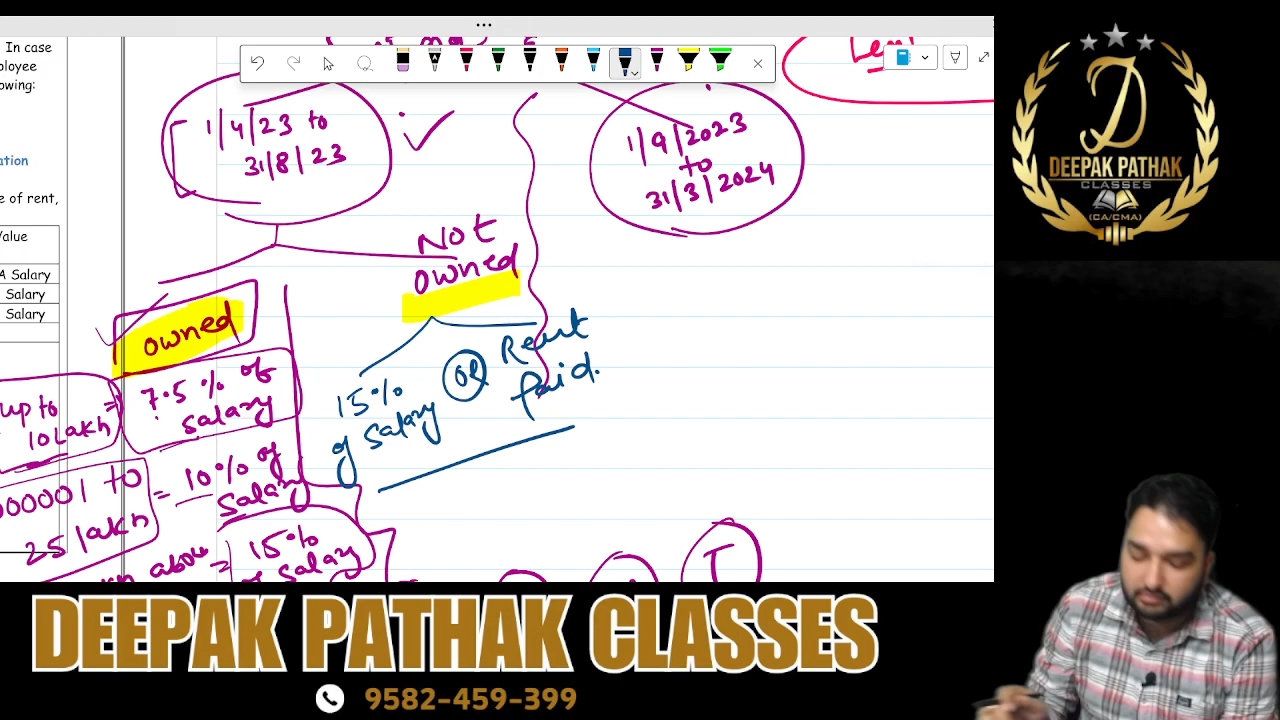 In case
ployee
owing:
ation
e of rent,
Value
A Salary
Salary
Salary
1/4/23 to
31/8/23
1/9/2023
to
31/3/2024
Not
owned
owned
up to
10 Lakh
=
7.5% of
salary
15%
of salary
OR
Rent
paid.
000001 to
25 lakh
=
10% of
salary
above
=
15%
of salary
I
D
DEEPAK PATHAK
CLASSES
(CA/CMA)
DEEPAK PATHAK CLASSES
9582-459-399